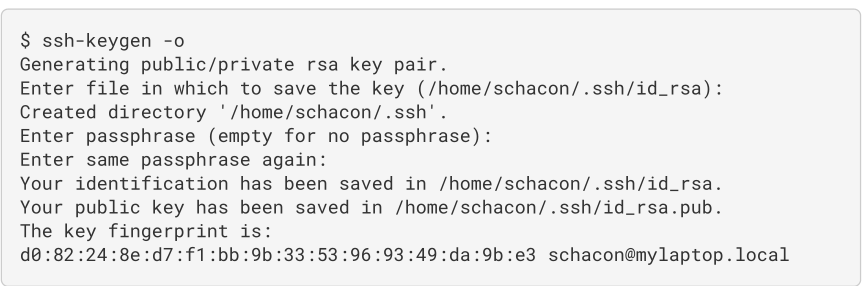 $ ssh-keygen -o
Generating public/private rsa key pair.
Enter file in which to save the key (/home/schacon/.ssh/id_rsa):
Created directory '/home/schacon/.ssh'.
Enter passphrase (empty for no passphrase):
Enter same passphrase again:
Your identification has been saved in /home/schacon/.ssh/id_rsa.
Your public key has been saved in /home/schacon/.ssh/id_rsa.pub.
The key fingerprint is:
d0:82:24:8e:d7:f1:bb:9b:33:53:96:93:49:da:9b:e3 schacon@mylaptop.local